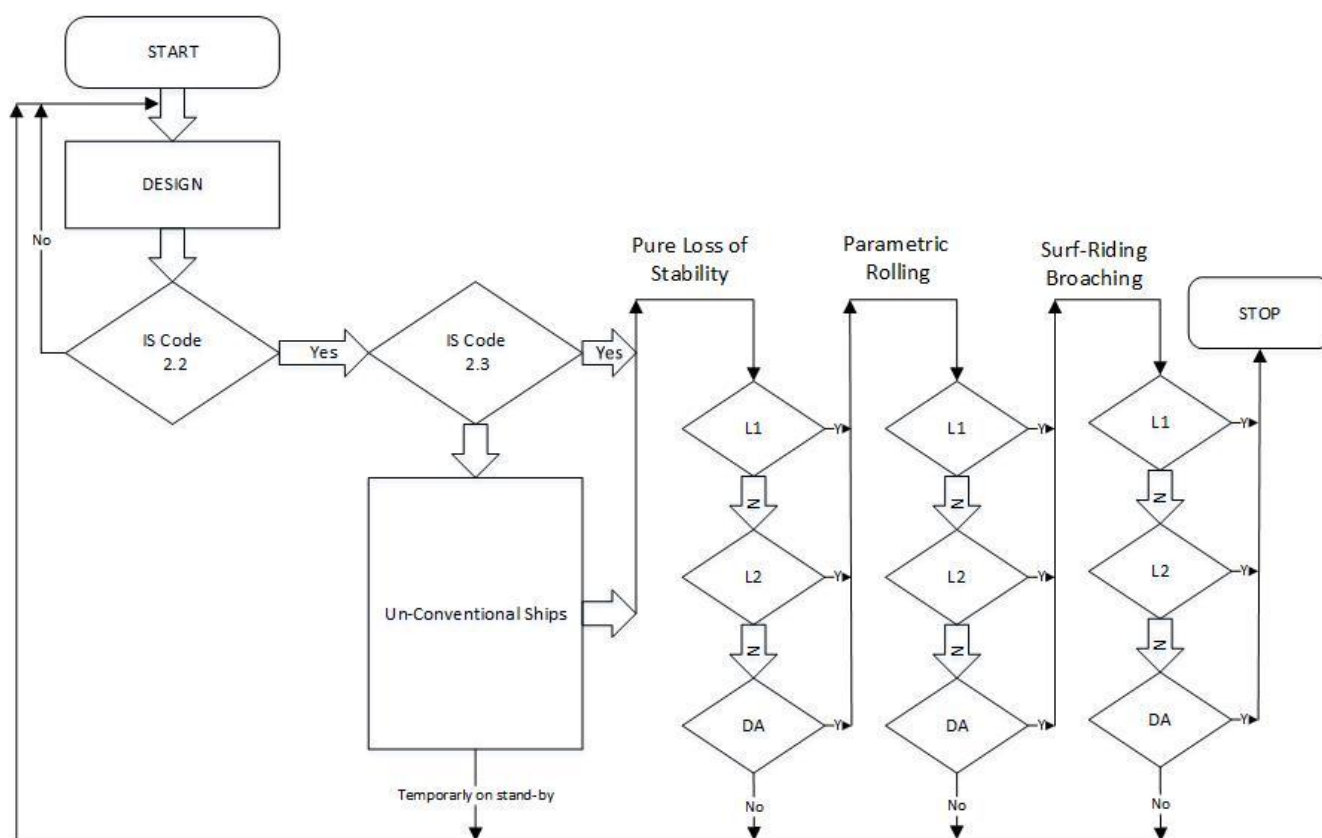 START
DESIGN
No
IS Code
2.2
Yes
IS Code
2.3
Yes
Un-Conventional Ships
Temporarly on stand-by
Pure Loss of
Stability
L1
Y
N
L2
Y
N
DA
Y
No
Parametric
Rolling
L1
Y
N
L2
Y
N
DA
Y
No
Surf-Riding
Broaching
L1
Y
N
L2
Y
N
DA
Y
No
STOP